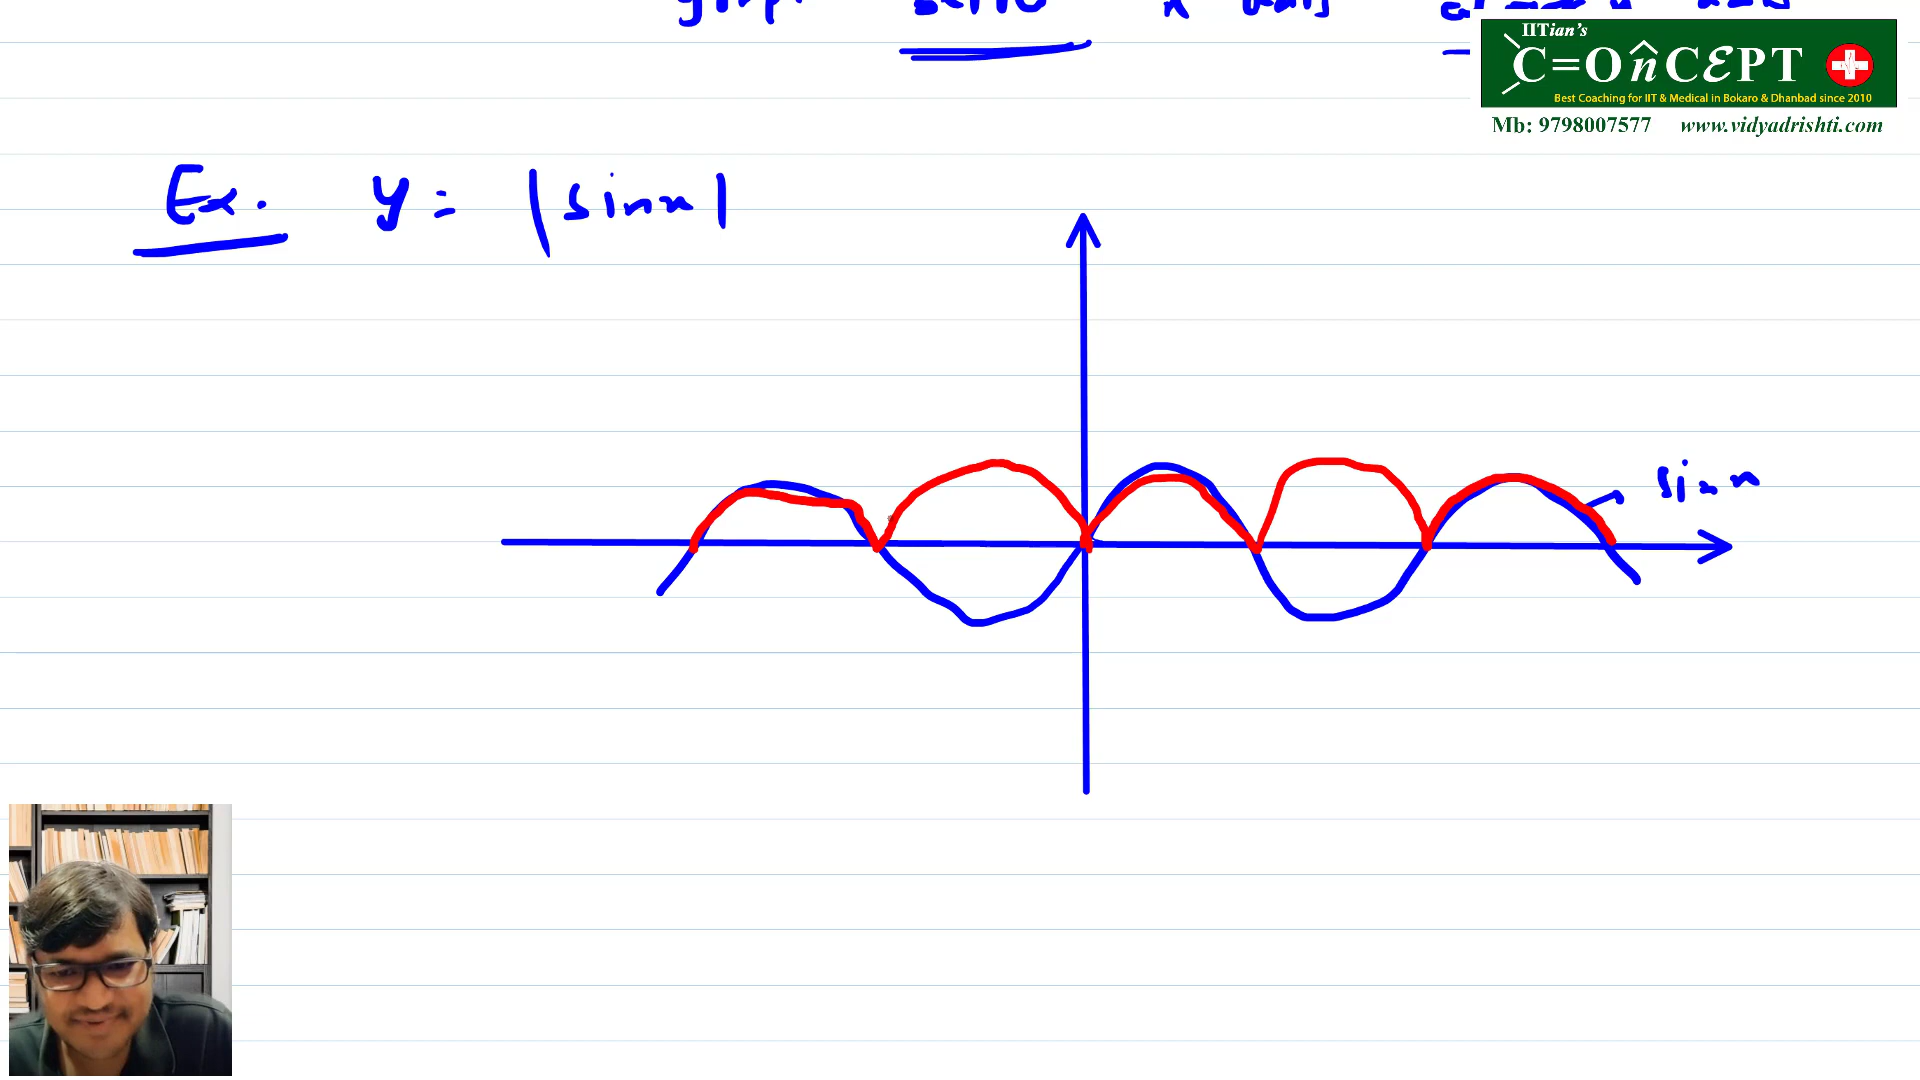 x axis
IITian's
C=OnCEPT
Best Coaching for IIT & Medical in Bokaro & Dhanbad since 2010
Mb: 9798007577 www.vidyadrishti.com
Ex. y = |sinx|
sinx